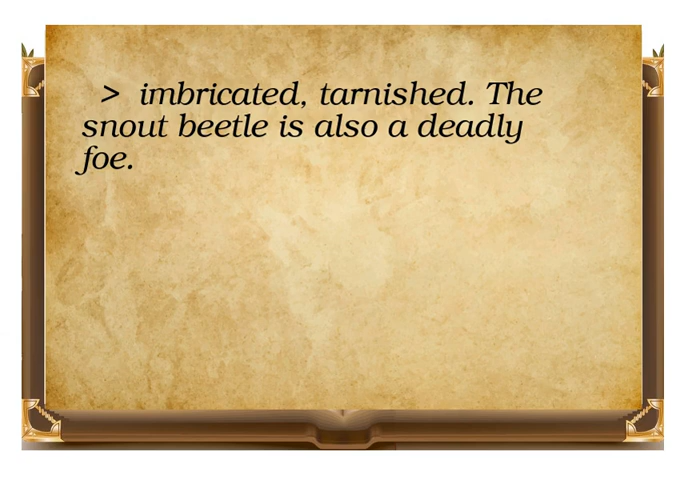 > imbricated, tarnished. The
snout beetle is also a deadly
foe.